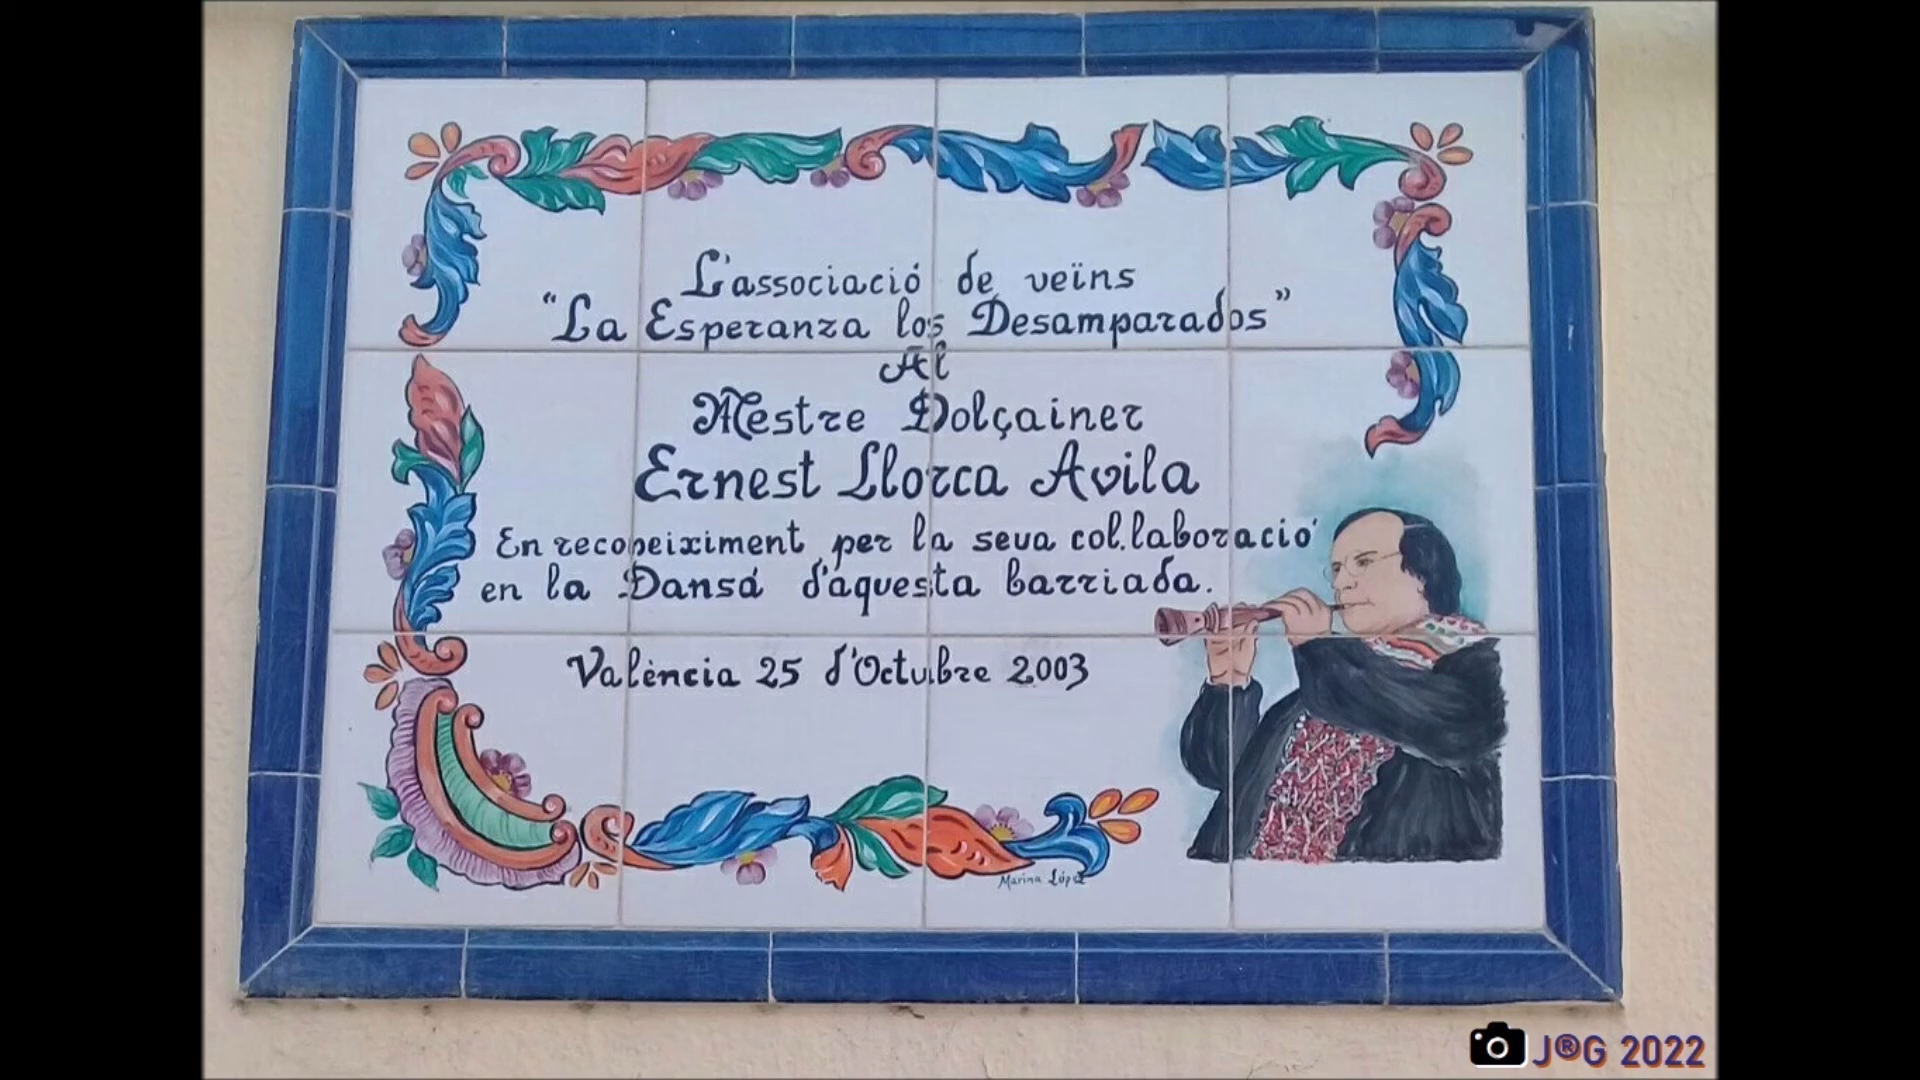 L'associació de veïns
"La Esperanza los Desamparados"
Al
Mestre Dolçainer
Ernest Llorca Avila
En reconeiximent per la seva col.laboració
en la Dansá d'aquesta barriada.
València 25 d'Octubre 2003
Marina López
J®G 2022